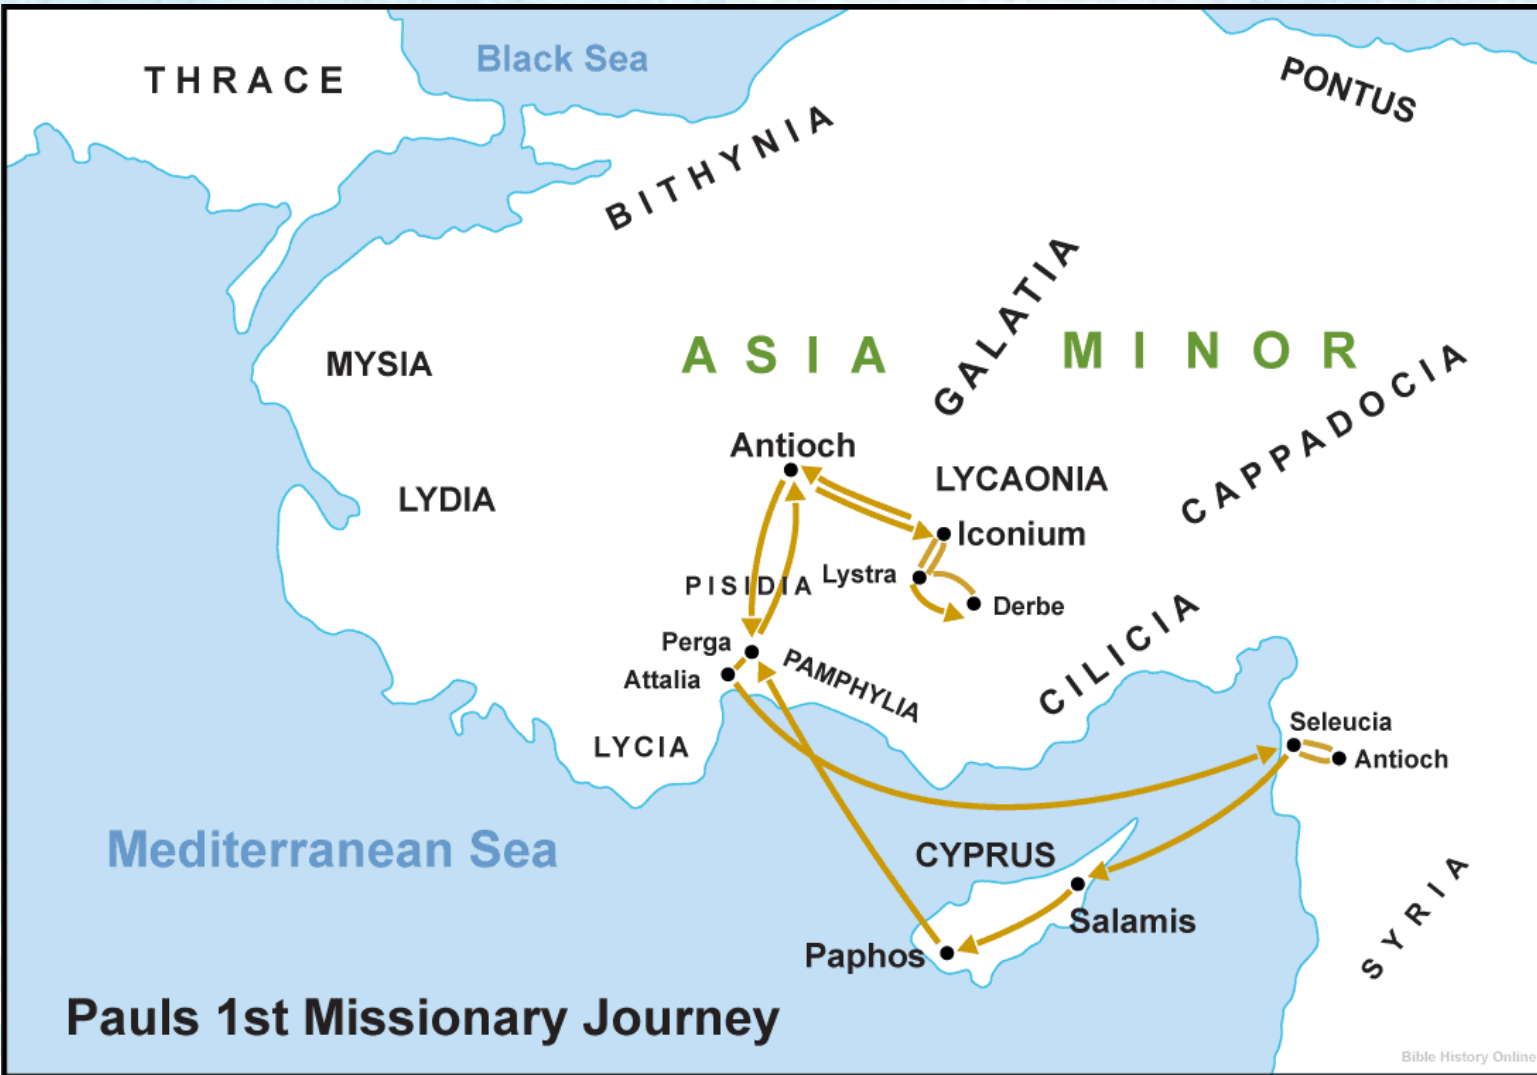 Black Sea
THRACE
PONTUS
BITHYNIA
GALATIA
ASIA MINOR
MYSIA
CAPPADOCIA
Antioch
LYCAONIA
LYDIA
Iconium
Lystra
PISIDIA
Derbe
Perga
CILICIA
Attalia
PAMPHYLIA
Seleucia
LYCIA
Antioch
Mediterranean Sea
CYPRUS
SYRIA
Salamis
Paphos
Pauls 1st Missionary Journey
Bible History Online